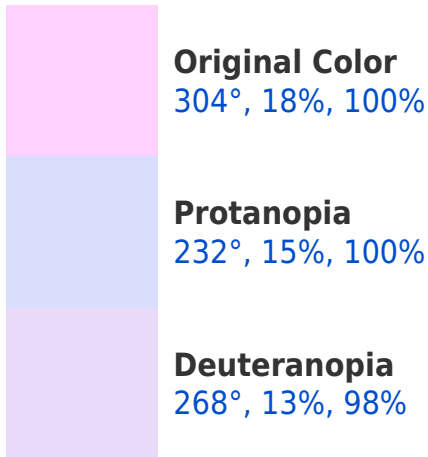 Original Color
304°, 18%, 100%
Protanopia
232°, 15%, 100%
Deuteranopia
268°, 13%, 98%